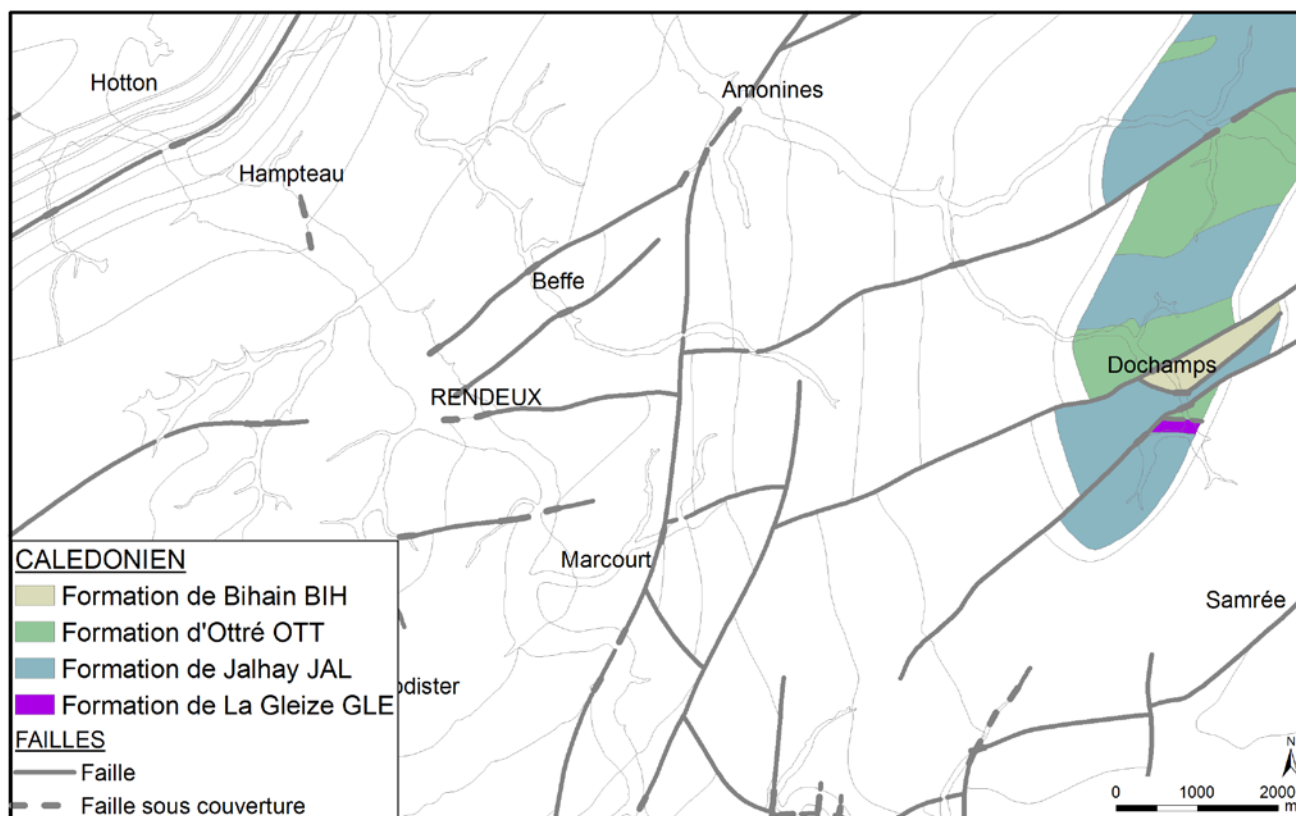 Hotton
Amonines
Hampteau
Beffe
Dochamps
RENDEUX
Marcourt
Samrée
odister
CALEDONIEN
Formation de Bihain BIH
Formation d'Ottré OTT
Formation de Jalhay JAL
Formation de La Gleize GLE
FAILLES
Faille
Faille sous couverture
N
0 1000 2000
m